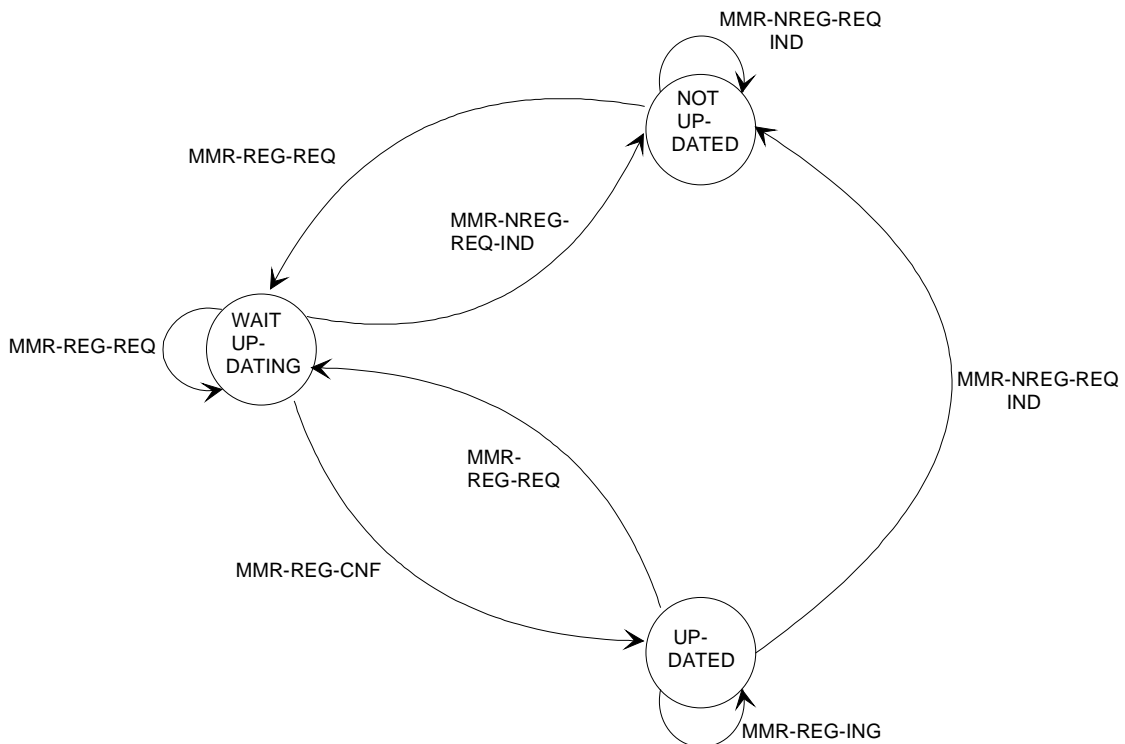 MMR-NREG-REQ
IND
NOT
UP-
DATED
MMR-REG-REQ
MMR-NREG-
REQ-IND
WAIT
UP-
DATING
MMR-REG-REQ
MMR-NREG-REQ
IND
MMR-
REG-REQ
MMR-REG-CNF
UP-
DATED
MMR-REG-ING